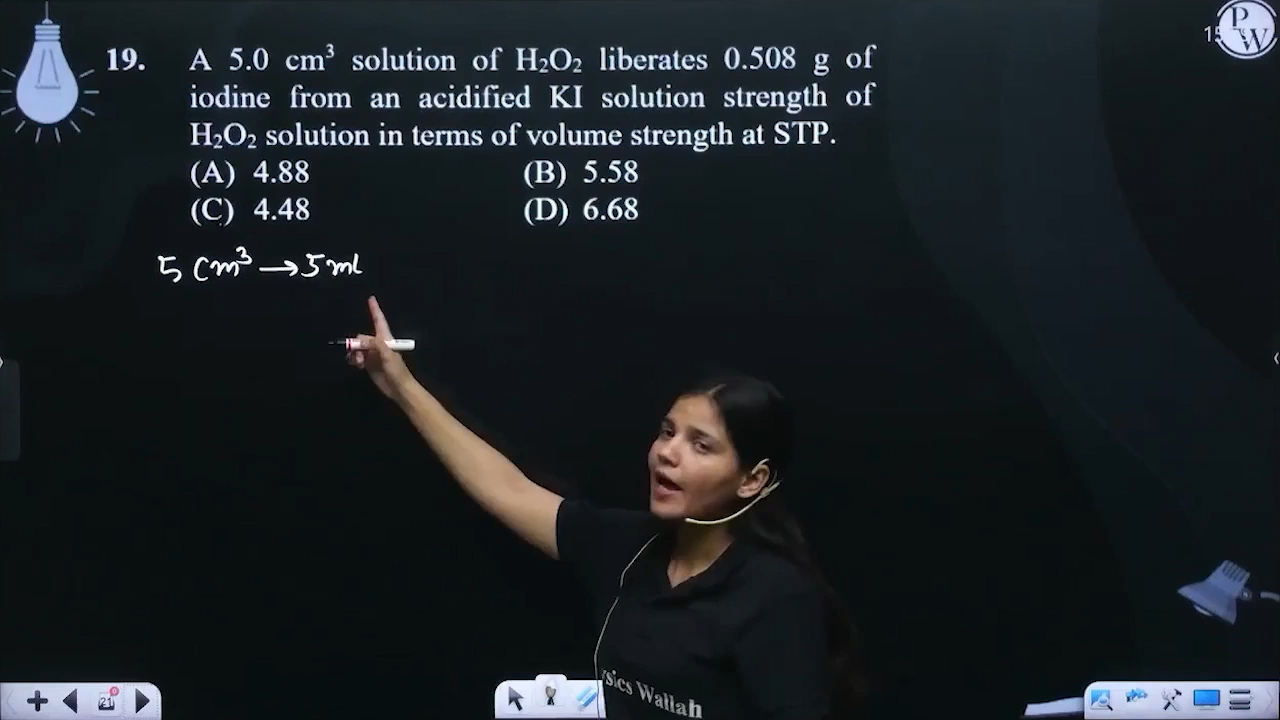 19. A 5.0 cm³ solution of H₂O₂ liberates 0.508 g of
iodine from an acidified KI solution strength of
H₂O₂ solution in terms of volume strength at STP.
(A) 4.88 (B) 5.58
(C) 4.48 (D) 6.68
5 cm³ → 5 ml
PW
21
Wallah